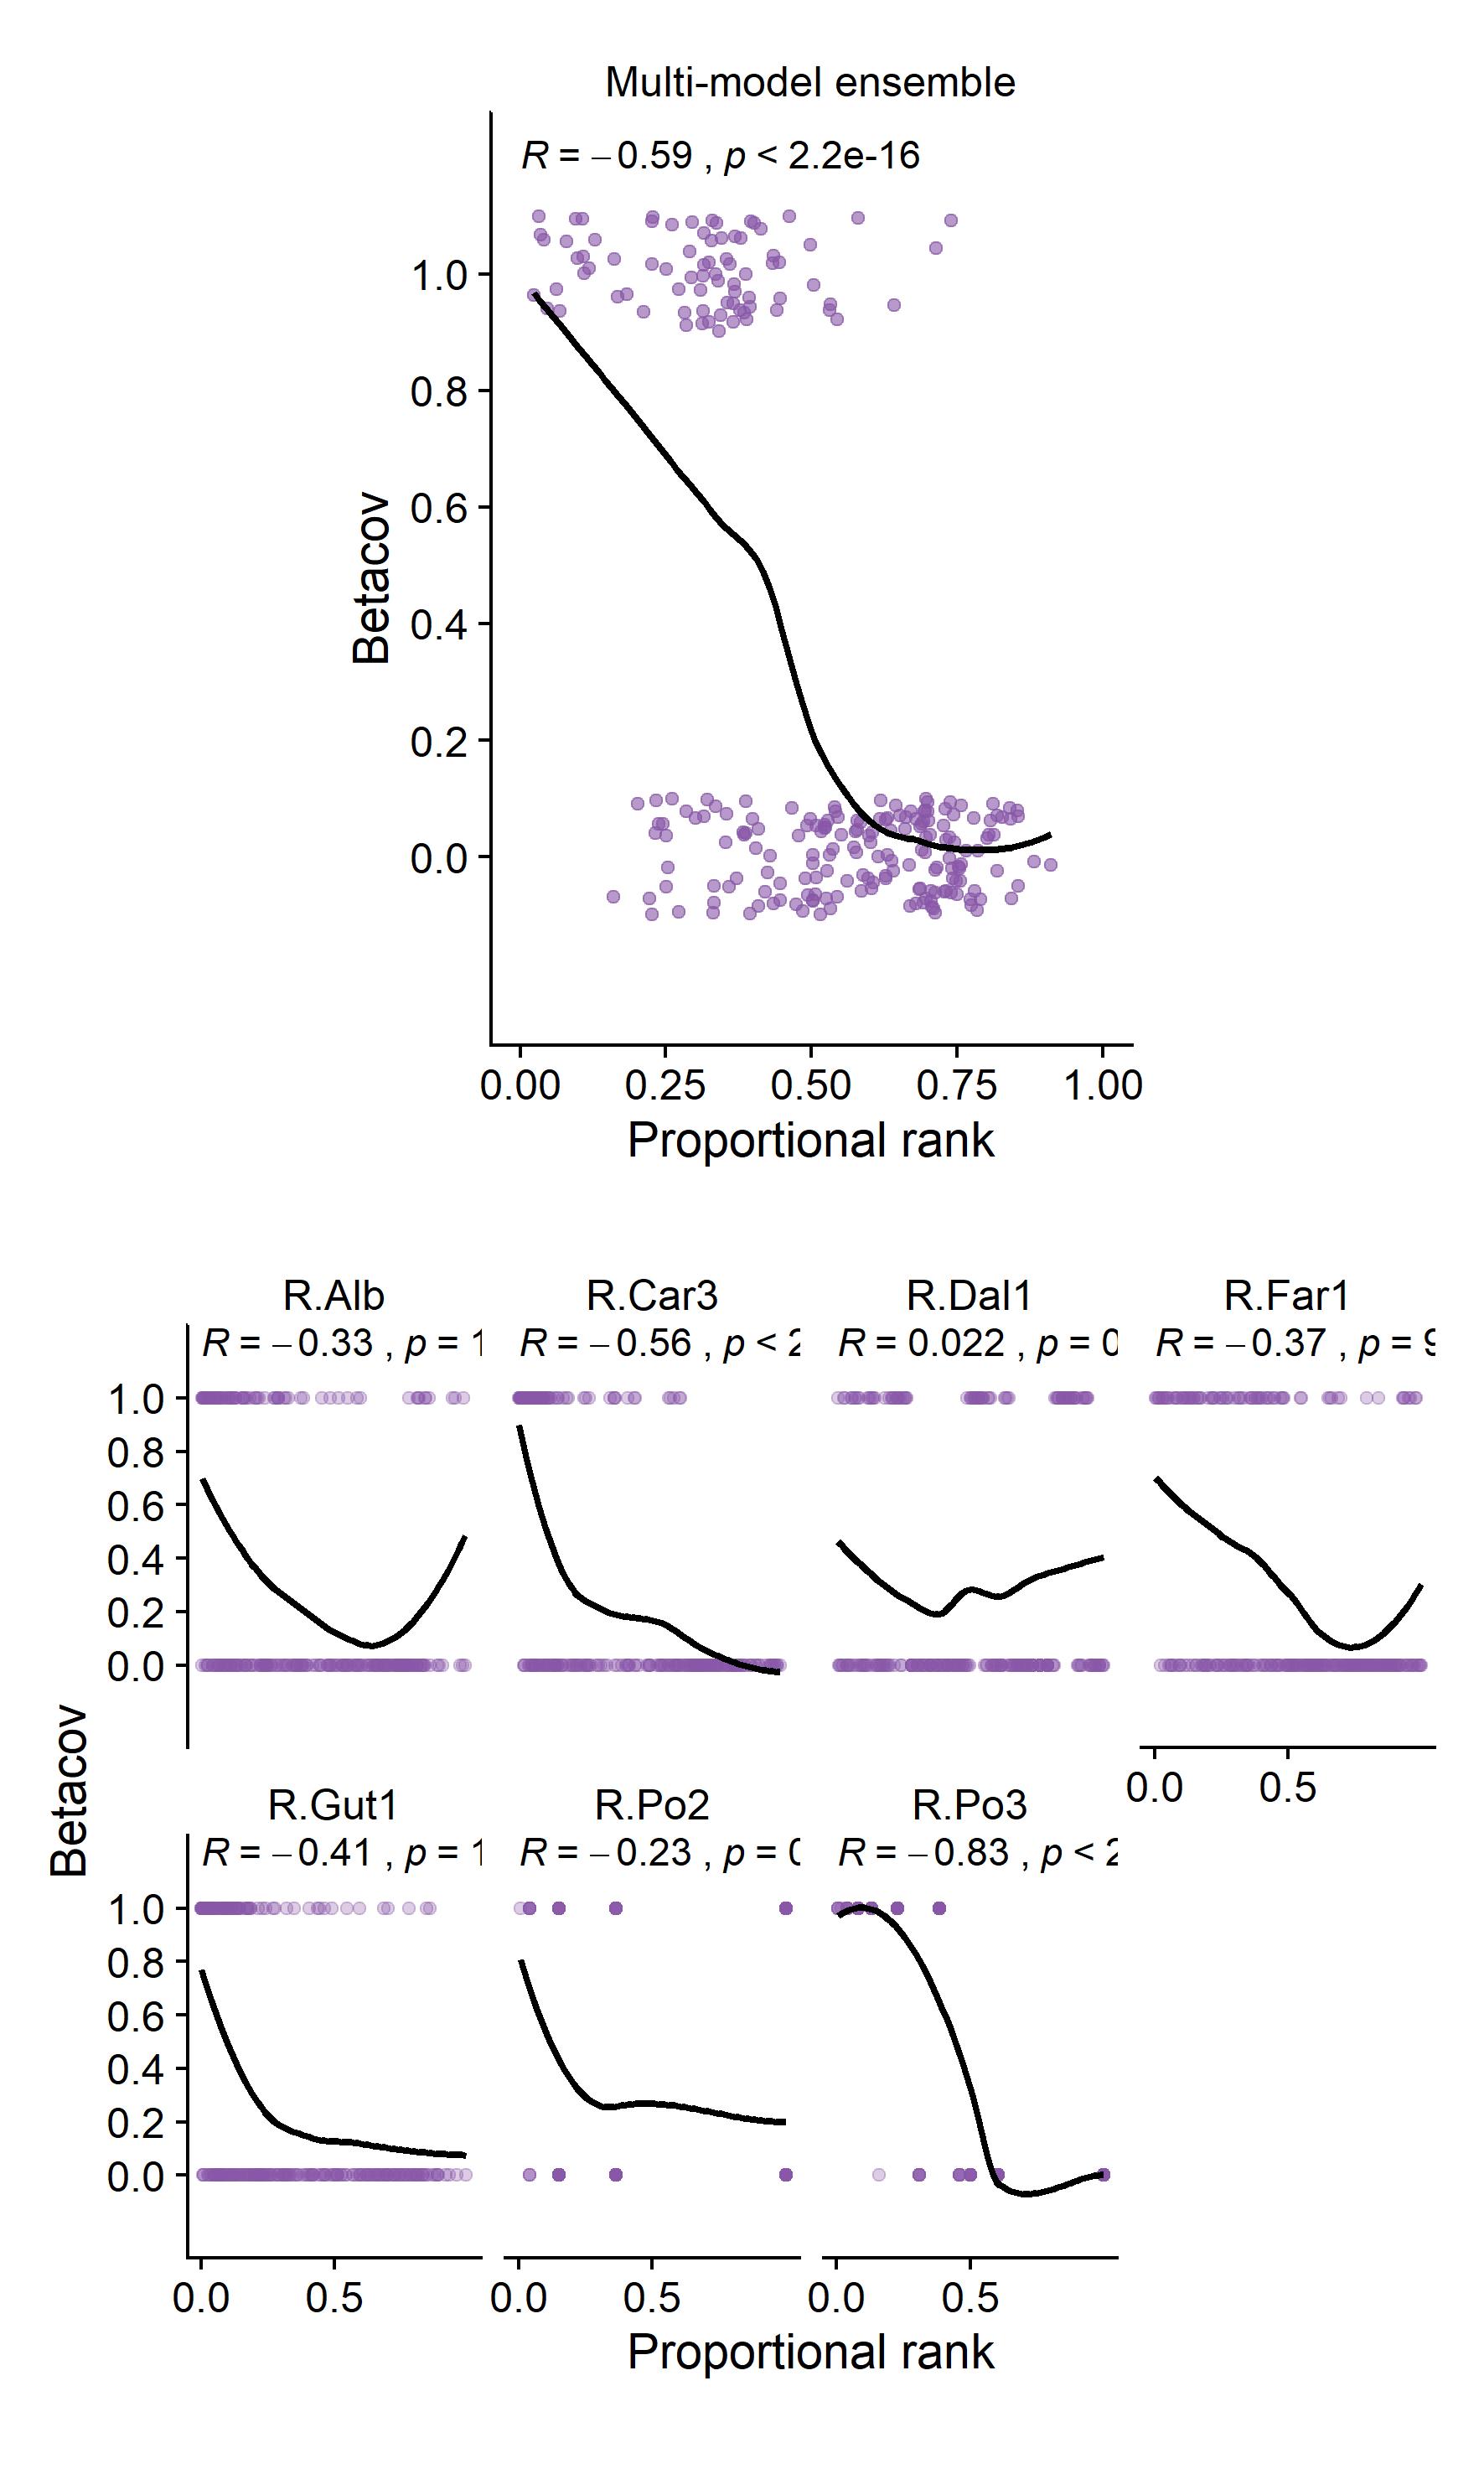 Multi-model ensemble
R = −0.59 , p < 2.2e-16
1.0
0.8
0.6
0.4
0.2
0.0
Betacov
0.00 0.25 0.50 0.75 1.00
Proportional rank
R.Alb R.Car3 R.Dal1 R.Far1
R = −0.33 , p = 1 R = −0.56 , p < 2 R = 0.022 , p = 0 R = −0.37 , p = 9
1.0
0.8
0.6
0.4
0.2
0.0
0.0 0.5
Betacov
R.Gut1 R.Po2 R.Po3
R = −0.41 , p = 1 R = −0.23 , p = 0 R = −0.83 , p < 2
1.0
0.8
0.6
0.4
0.2
0.0
0.0 0.5 0.0 0.5 0.0 0.5
Proportional rank